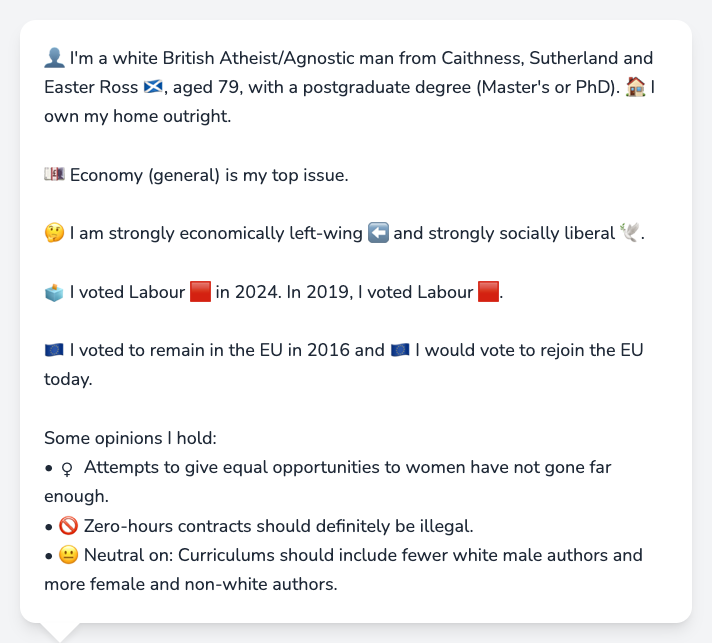 👤 I'm a white British Atheist/Agnostic man from Caithness, Sutherland and
Easter Ross 🏴󠁧󠁢󠁳󠁣󠁴󠁿, aged 79, with a postgraduate degree (Master's or PhD). 🏠 I
own my home outright.
💷 Economy (general) is my top issue.
🤔 I am strongly economically left-wing ⬅️ and strongly socially liberal 🕊️.
🗳️ I voted Labour 🟥 in 2024. In 2019, I voted Labour 🟥.
🇪🇺 I voted to remain in the EU in 2016 and 🇪🇺 I would vote to rejoin the EU
today.
Some opinions I hold:
• ♀️ Attempts to give equal opportunities to women have not gone far
enough.
• 🚫 Zero-hours contracts should definitely be illegal.
• 😐 Neutral on: Curriculums should include fewer white male authors and
more female and non-white authors.